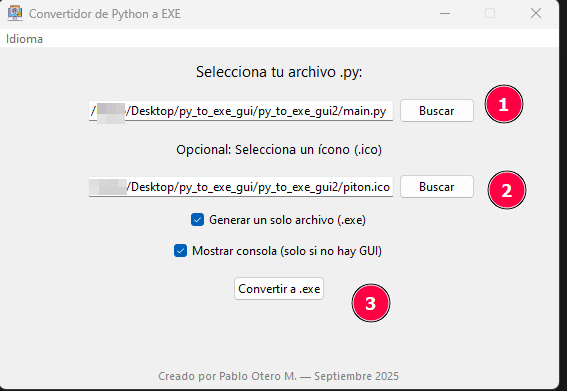 Convertidor de Python a EXE
Idioma
Selecciona tu archivo .py:
/ /Desktop/py_to_exe_gui/py_to_exe_gui2/main.py Buscar 1
Opcional: Selecciona un ícono (.ico)
/Desktop/py_to_exe_gui/py_to_exe_gui2/piton.ico Buscar 2
Generar un solo archivo (.exe)
Mostrar consola (solo si no hay GUI)
Convertir a .exe 3
Creado por Pablo Otero M. — Septiembre 2025